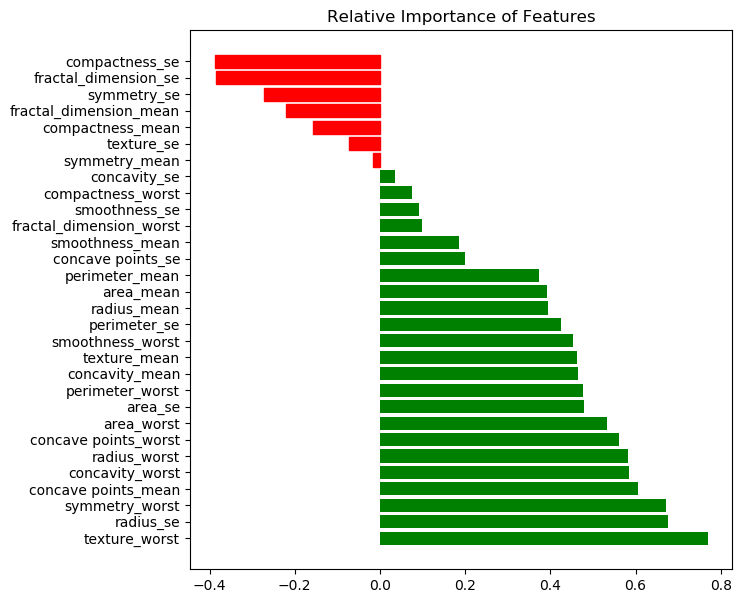 Relative Importance of Features
compactness_se
fractal_dimension_se
symmetry_se
fractal_dimension_mean
compactness_mean
texture_se
symmetry_mean
concavity_se
compactness_worst
smoothness_se
fractal_dimension_worst
smoothness_mean
concave points_se
perimeter_mean
area_mean
radius_mean
perimeter_se
smoothness_worst
texture_mean
concavity_mean
perimeter_worst
area_se
area_worst
concave points_worst
radius_worst
concavity_worst
concave points_mean
symmetry_worst
radius_se
texture_worst
−0.4 −0.2 0.0 0.2 0.4 0.6 0.8